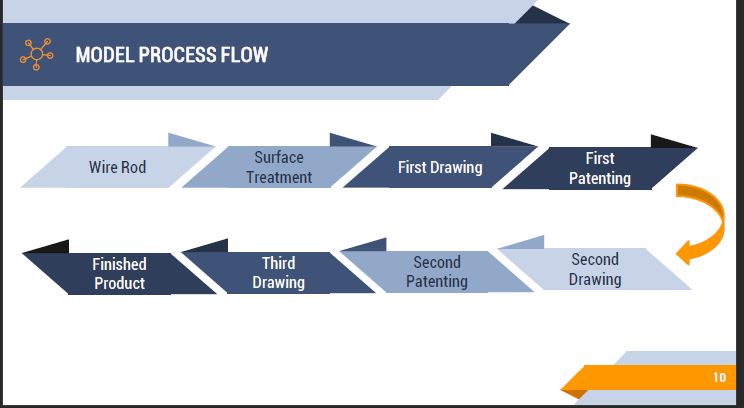 MODEL PROCESS FLOW
Wire Rod
Surface
Treatment
First Drawing
First
Patenting
Second
Drawing
Second
Patenting
Third
Drawing
Finished
Product
10